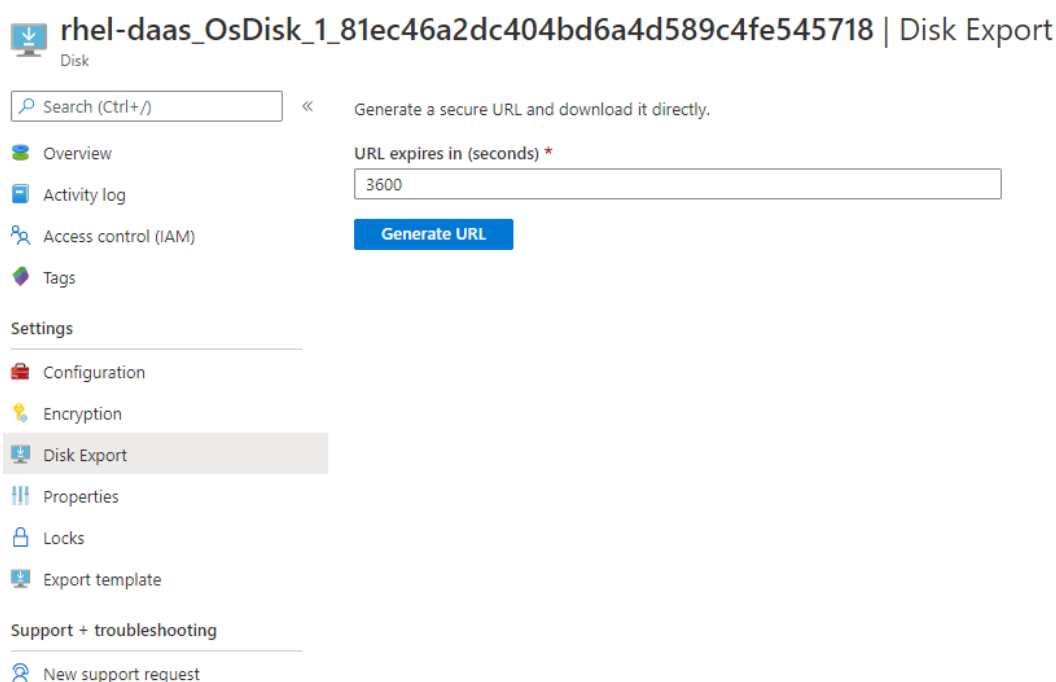 rhel-daas_OsDisk_1_81ec46a2dc404bd6a4d589c4fe545718 | Disk Export
Disk
Search (Ctrl+/)
«
Overview
Activity log
Access control (IAM)
Tags
Settings
Configuration
Encryption
Disk Export
Properties
Locks
Export template
Support + troubleshooting
New support request
Generate a secure URL and download it directly.
URL expires in (seconds) *
3600
Generate URL